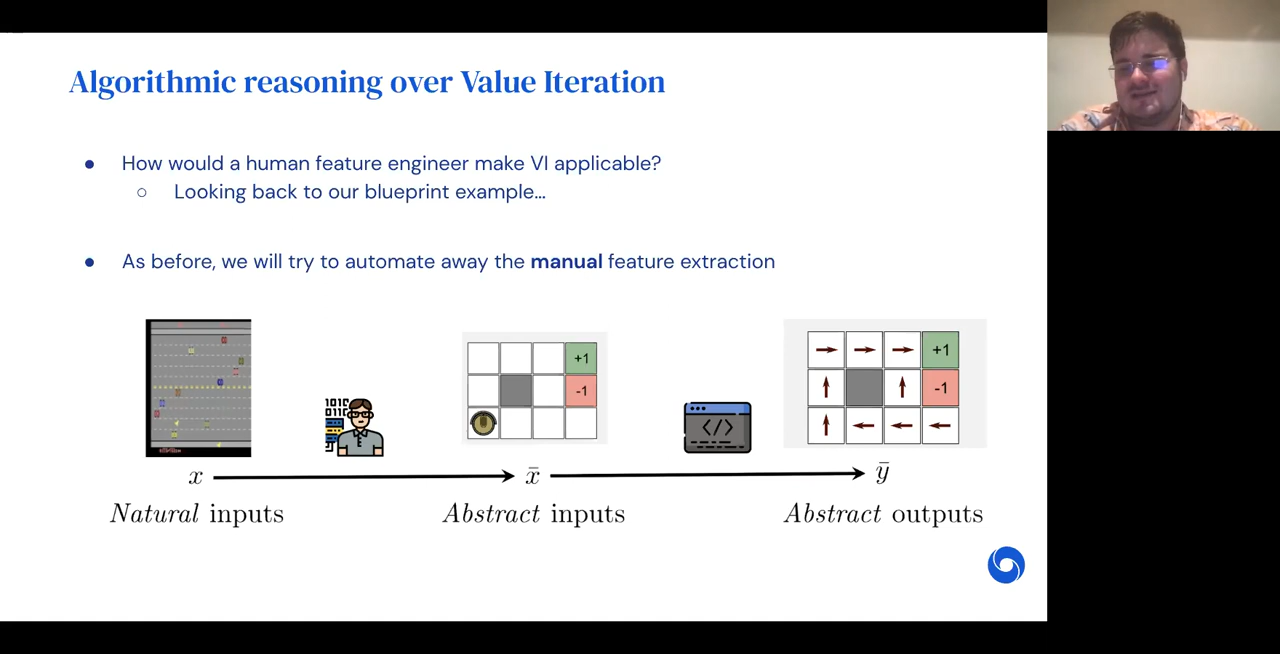 Algorithmic reasoning over Value Iteration
● How would a human feature engineer make VI applicable?
○ Looking back to our blueprint example...
● As before, we will try to automate away the manual feature extraction
+1
-1
+1
-1
1010
0110
</>
x
x̄
ȳ
Natural inputs
Abstract inputs
Abstract outputs